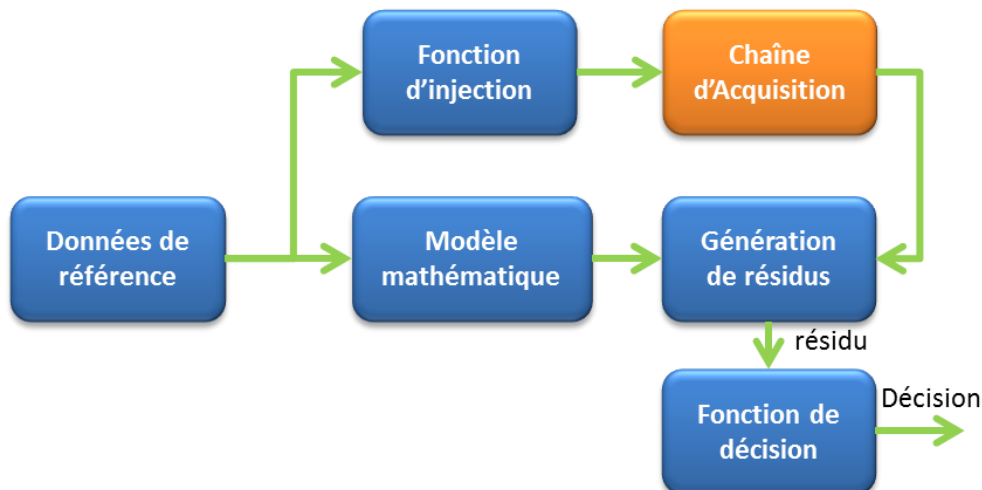 Fonction
d'injection
Chaîne
d'Acquisition
Données de
référence
Modèle
mathématique
Génération
de résidus
résidu
Fonction de
décision
Décision